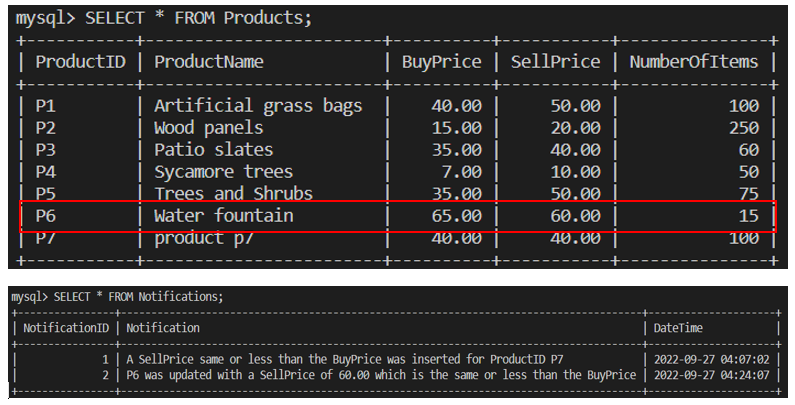 mysql> SELECT * FROM Products;
+-----------+-----------------------+----------+-----------+---------------+
| ProductID | ProductName | BuyPrice | SellPrice | NumberOfItems |
+-----------+-----------------------+----------+-----------+---------------+
| P1 | Artificial grass bags | 40.00 | 50.00 | 100 |
| P2 | Wood panels | 15.00 | 20.00 | 250 |
| P3 | Patio slates | 35.00 | 40.00 | 60 |
| P4 | Sycamore trees | 7.00 | 10.00 | 50 |
| P5 | Trees and Shrubs | 35.00 | 50.00 | 75 |
| P6 | Water fountain | 65.00 | 60.00 | 15 |
| P7 | product p7 | 40.00 | 40.00 | 100 |
+-----------+-----------------------+----------+-----------+---------------+
mysql> SELECT * FROM Notifications;
+----------------+------------------------------------------------------------------------------+---------------------+
| NotificationID | Notification | DateTime |
+----------------+------------------------------------------------------------------------------+---------------------+
| 1 | A SellPrice same or less than the BuyPrice was inserted for ProductID P7 | 2022-09-27 04:07:02 |
| 2 | P6 was updated with a SellPrice of 60.00 which is the same or less than the BuyPrice | 2022-09-27 04:24:07 |
+----------------+------------------------------------------------------------------------------+---------------------+